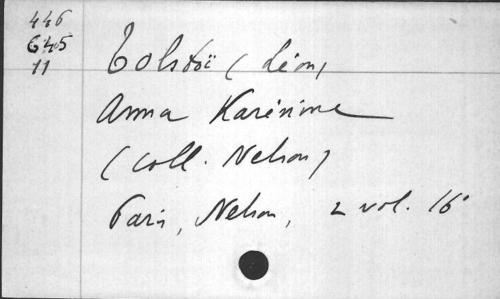 446
645
11
Tolstoï (Léon)
Anna Karénine
(Coll. Nelson)
Paris, Nelson, 2 vol. 16°